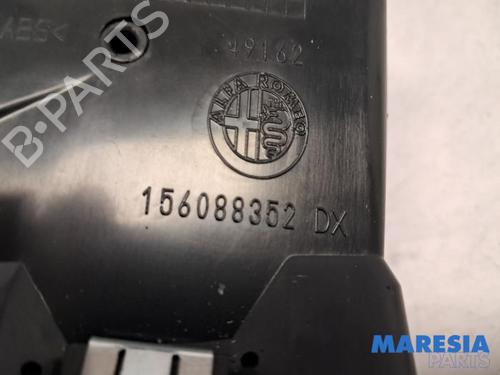 ABS<
49162
ALFA ROMEO
156088352 DX
B-PARTS
MARESIA
PARTS